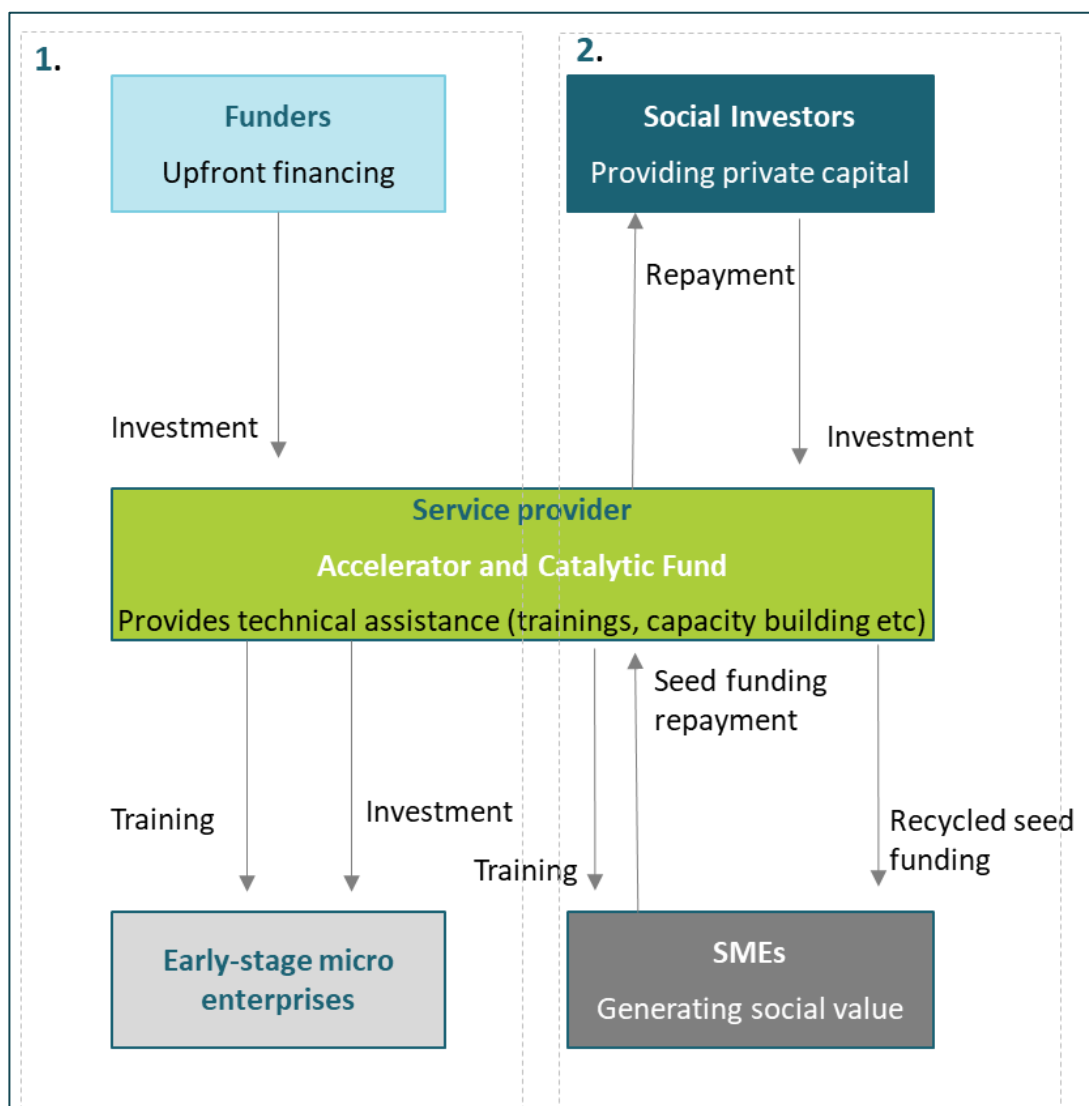 1.
Funders
Upfront financing
Investment
2.
Social Investors
Providing private capital
Repayment
Investment
Service provider
Accelerator and Catalytic Fund
Provides technical assistance (trainings, capacity building etc)
Training
Investment
Training
Seed funding
repayment
Recycled seed
funding
Early-stage micro
enterprises
SMEs
Generating social value